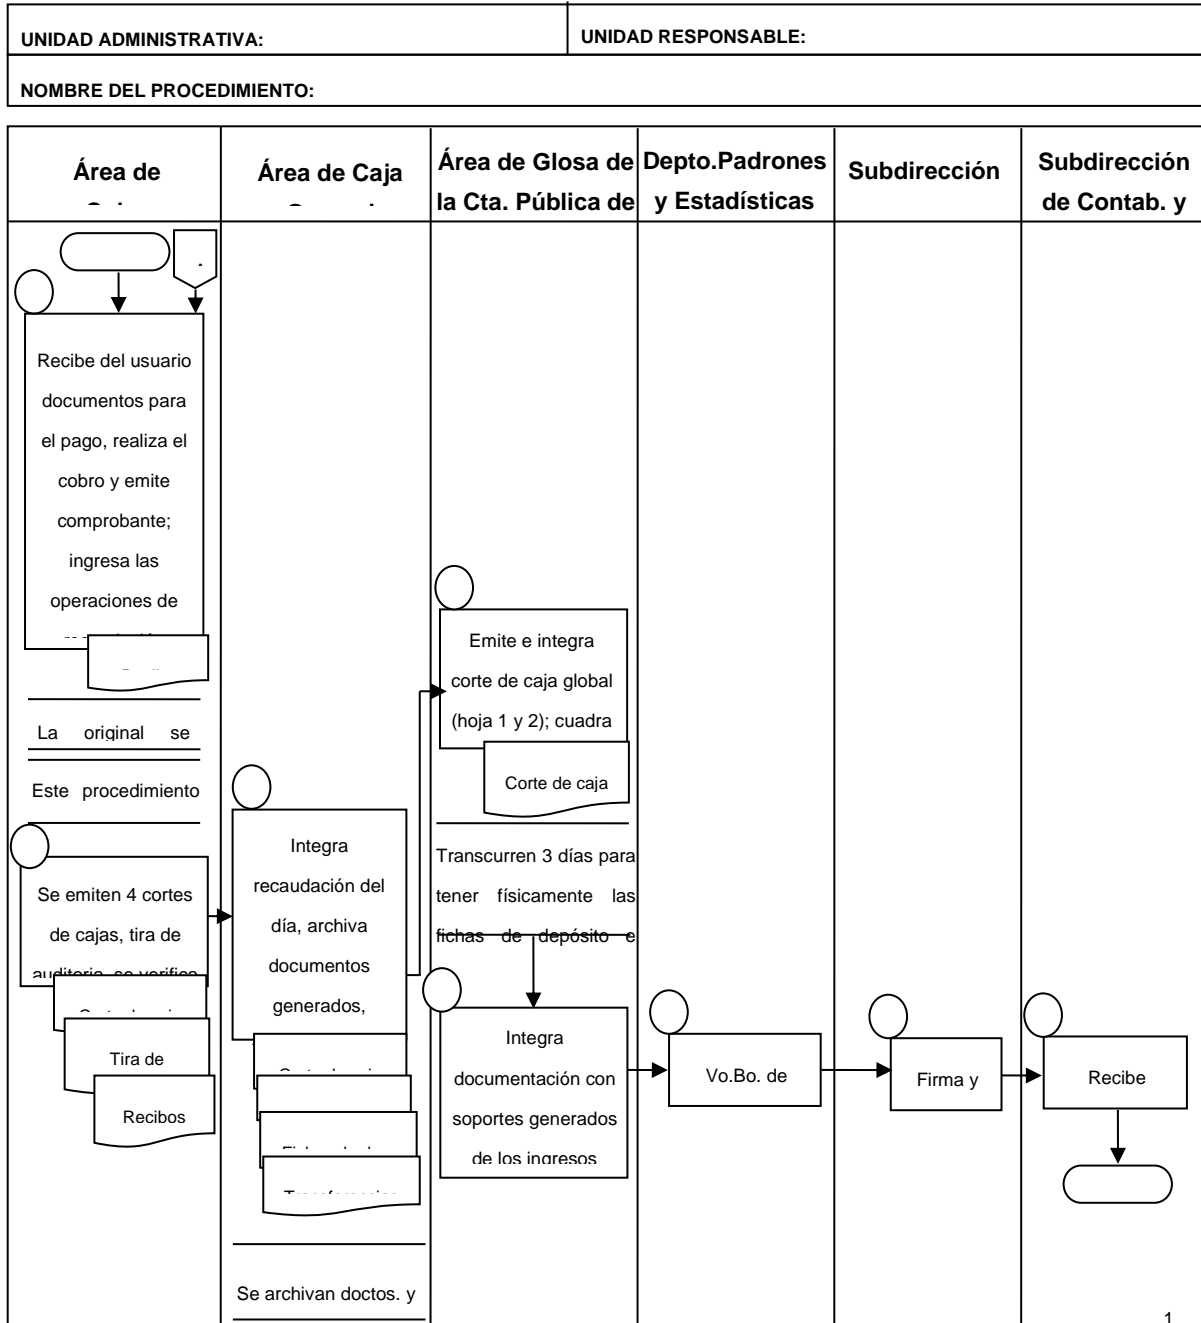 UNIDAD ADMINISTRATIVA:
UNIDAD RESPONSABLE:
NOMBRE DEL PROCEDIMIENTO:
Área de
Área de Caja
Área de Glosa de
la Cta. Pública de
Depto.Padrones
y Estadísticas
Subdirección
Subdirección
de Contab. y
Recibe del usuario
documentos para
el pago, realiza el
cobro y emite
comprobante;
ingresa las
operaciones de
La original se
Este procedimiento
Se emiten 4 cortes
de cajas, tira de
auditoria, se verifica
Tira de
Recibos
Integra
recaudación del
día, archiva
documentos
generados,
Transferencias
Se archivan doctos. y
Emite e integra
corte de caja global
(hoja 1 y 2); cuadra
Corte de caja
Transcurren 3 días para
tener físicamente las
fichas de depósito e
Integra
documentación con
soportes generados
de los ingresos
Vo.Bo. de
Firma y
Recibe
1